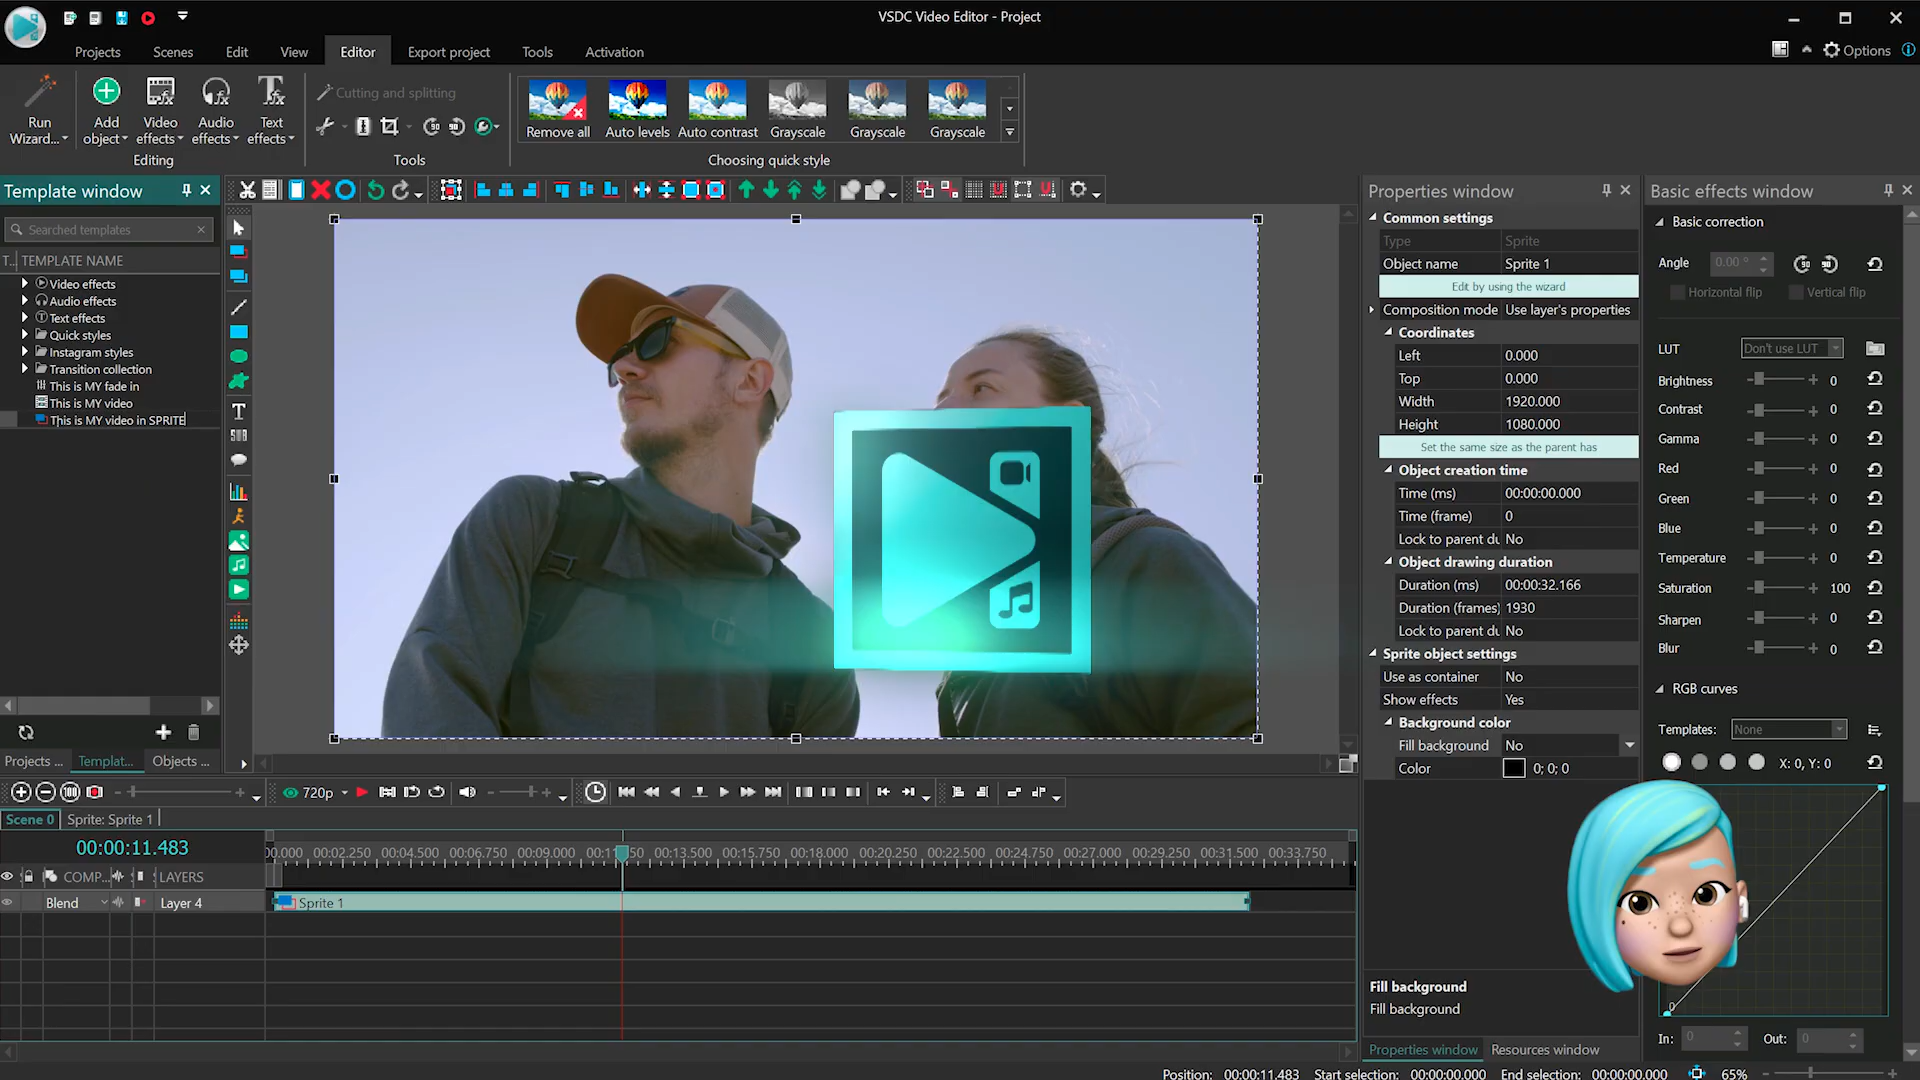 VSDC Video Editor - Project
Projects
Scenes
Edit
View
Editor
Export project
Tools
Activation
Options
Run
Wizard...
Add
object
Video
effects
Audio
effects
Text
effects
Editing
Cutting and splitting
Tools
Remove all
Auto levels
Auto contrast
Grayscale
Grayscale
Grayscale
Choosing quick style
Template window
Searched templates
T... TEMPLATE NAME
Video effects
Audio effects
Text effects
Quick styles
Instagram styles
Transition collection
This is MY fade in
This is MY video
This is MY video in SPRITE
Projects ...
Templat...
Objects ...
Properties window
Common settings
Type Sprite
Object name Sprite 1
Edit by using the wizard
Composition mode Use layer's properties
Coordinates
Left 0.000
Top 0.000
Width 1920.000
Height 1080.000
Set the same size as the parent has
Object creation time
Time (ms) 00:00:00.000
Time (frame) 0
Lock to parent du No
Object drawing duration
Duration (ms) 00:00:32.166
Duration (frames) 1930
Lock to parent du No
Sprite object settings
Use as container No
Show effects Yes
Background color
Fill background No
Color 0; 0; 0
Fill background
Fill background
Properties window
Resources window
Basic effects window
Basic correction
Angle 0.00 °
90
90
Horizontal flip
Vertical flip
LUT Don't use LUT
Brightness 0
Contrast 0
Gamma 0
Red 0
Green 0
Blue 0
Temperature 0
Saturation 100
Sharpen 0
Blur 0
RGB curves
Templates: None
X: 0, Y: 0
0
In: 0
Out: 0
720p
Scene 0
Sprite: Sprite 1
00:00:11.483
00.000 00:02.250 00:04.500 00:06.750 00:09.000 00:11.250 00:13.500 00:15.750 00:18.000 00:20.250 00:22.500 00:24.750 00:27.000 00:29.250 00:31.500 00:33.750
COMP...
LAYERS
Blend
Layer 4
Sprite 1
Position: 00:00:11.483
Start selection: 00:00:00.000
End selection: 00:00:00.000
65%